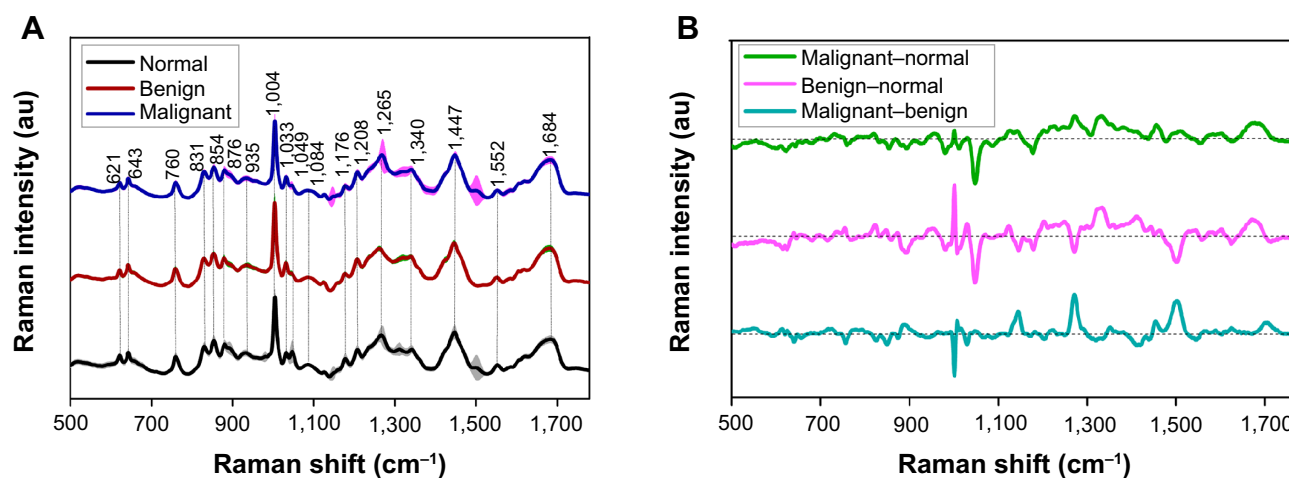 A
Raman intensity (au)
Normal
Benign
Malignant
621
643
760
831
854
876
935
1,004
1,033
1,049
1,084
1,176
1,208
1,265
1,340
1,447
1,552
1,684
500
700
900
1,100
1,300
1,500
1,700
Raman shift (cm⁻¹)
B
Raman intensity (au)
Malignant–normal
Benign–normal
Malignant–benign
500
700
900
1,100
1,300
1,500
1,700
Raman shift (cm⁻¹)